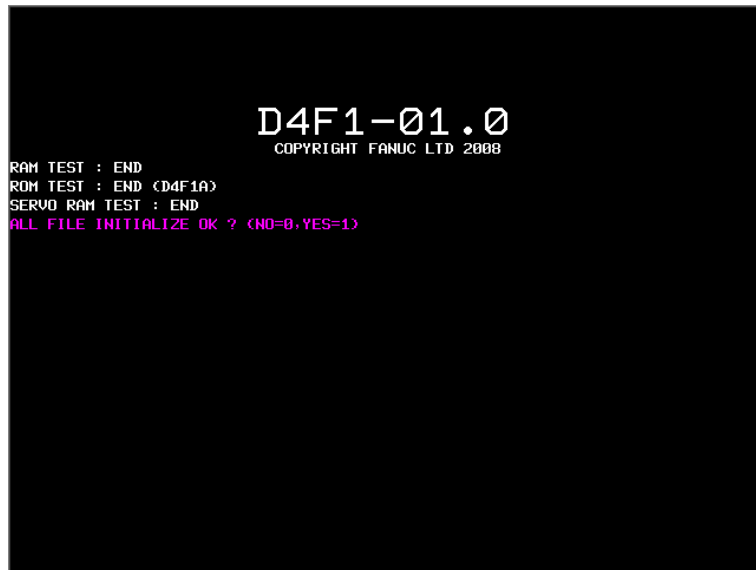 D4F1-01.0
COPYRIGHT FANUC LTD 2008
RAM TEST : END
ROM TEST : END (D4F1A)
SERVO RAM TEST : END
ALL FILE INITIALIZE OK ? (NO=0,YES=1)